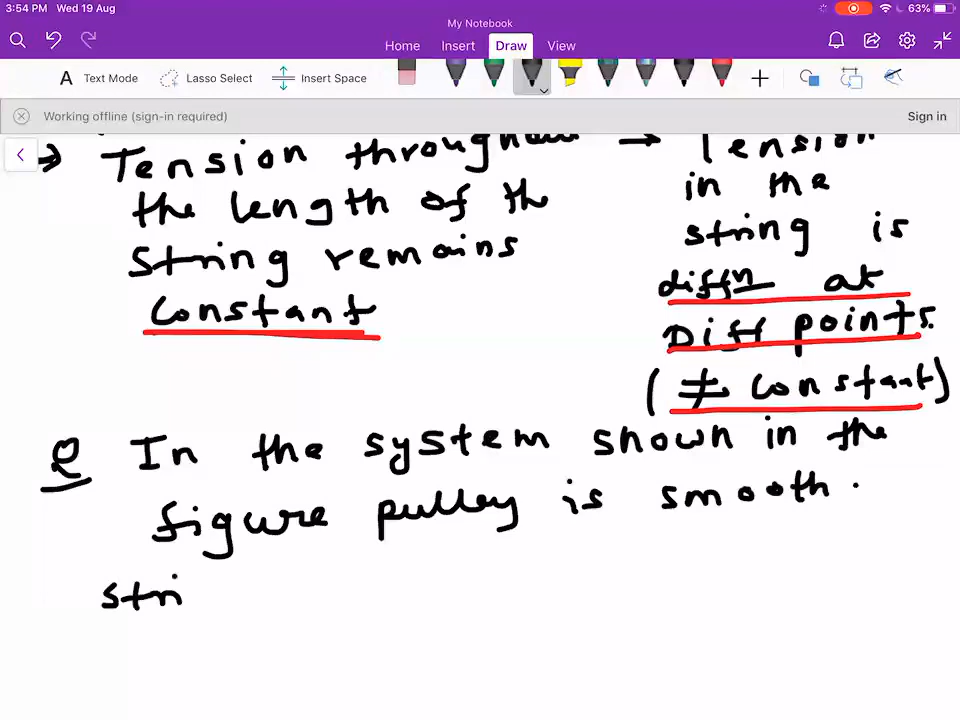 3:54 PM Wed 19 Aug
63%
My Notebook
Home Insert Draw View
A Text Mode Lasso Select Insert Space
Working offline (sign-in required) Sign in
→ Tension throughout → Tension
the length of the in the
string remains string is
constant diffn at
Diff points.
( ≠ constant)
Q In the system shown in the
figure pulley is smooth.
stri